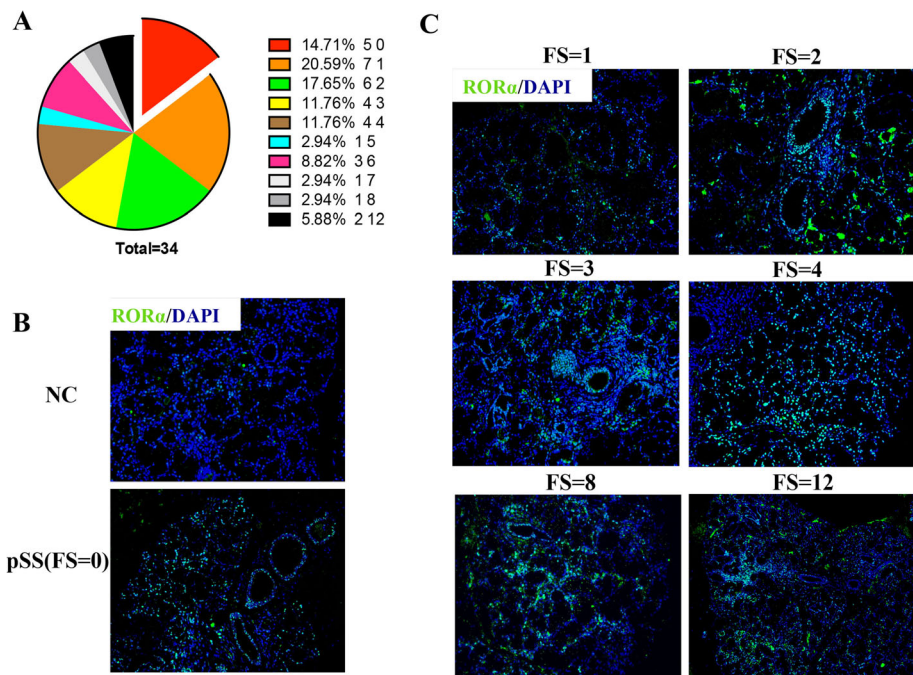 A
14.71% 5 0
20.59% 7 1
17.65% 6 2
11.76% 4 3
11.76% 4 4
2.94% 1 5
8.82% 3 6
2.94% 1 7
2.94% 1 8
5.88% 2 12
Total=34
B
RORα/DAPI
NC
pSS(FS=0)
C
FS=1
FS=2
RORα/DAPI
FS=3
FS=4
FS=8
FS=12